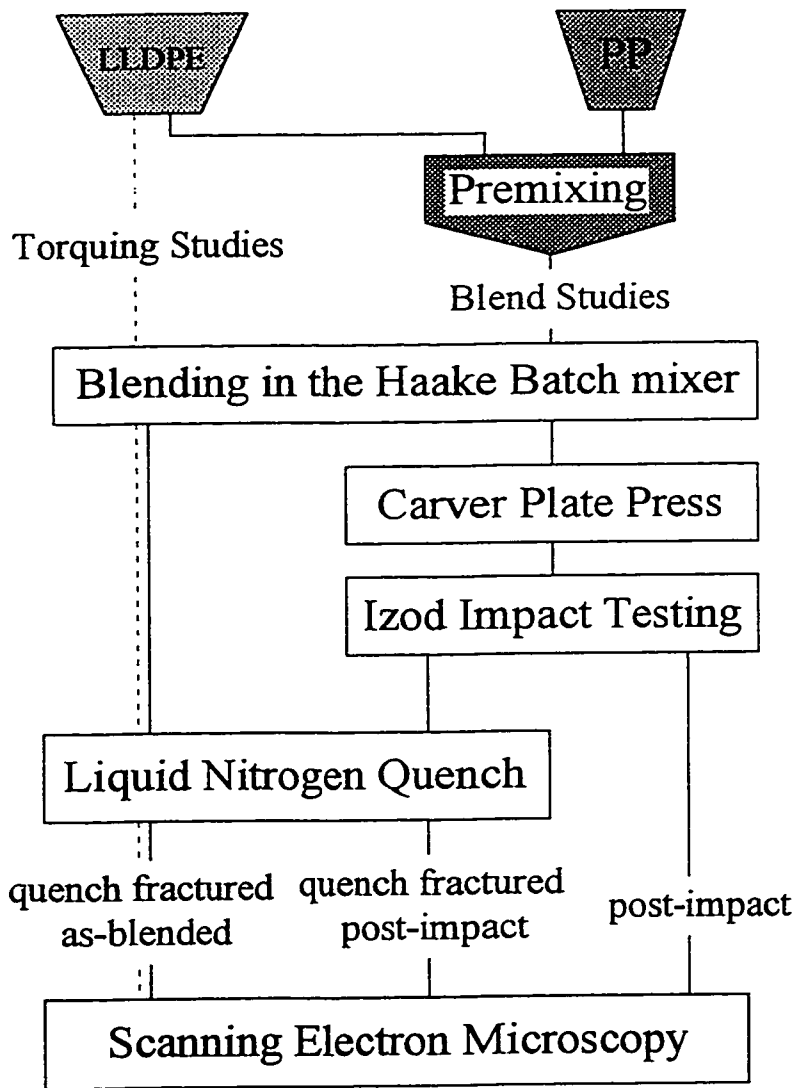 LLDPE
PP
Premixing
Torquing Studies
Blend Studies
Blending in the Haake Batch mixer
Carver Plate Press
Izod Impact Testing
Liquid Nitrogen Quench
quench fractured
as-blended
quench fractured
post-impact
post-impact
Scanning Electron Microscopy